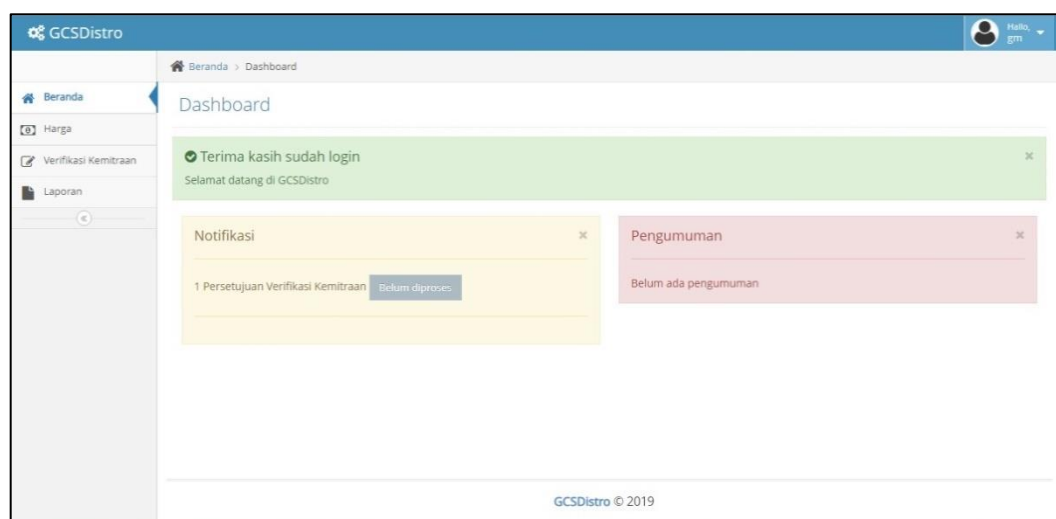 GCSDistro
Hallo,
gm
Beranda > Dashboard
Beranda
Harga
Verifikasi Kemitraan
Laporan
Dashboard
Terima kasih sudah login
Selamat datang di GCSDistro
Notifikasi
1 Persetujuan Verifikasi Kemitraan Belum diproses
Pengumuman
Belum ada pengumuman
GCSDistro © 2019